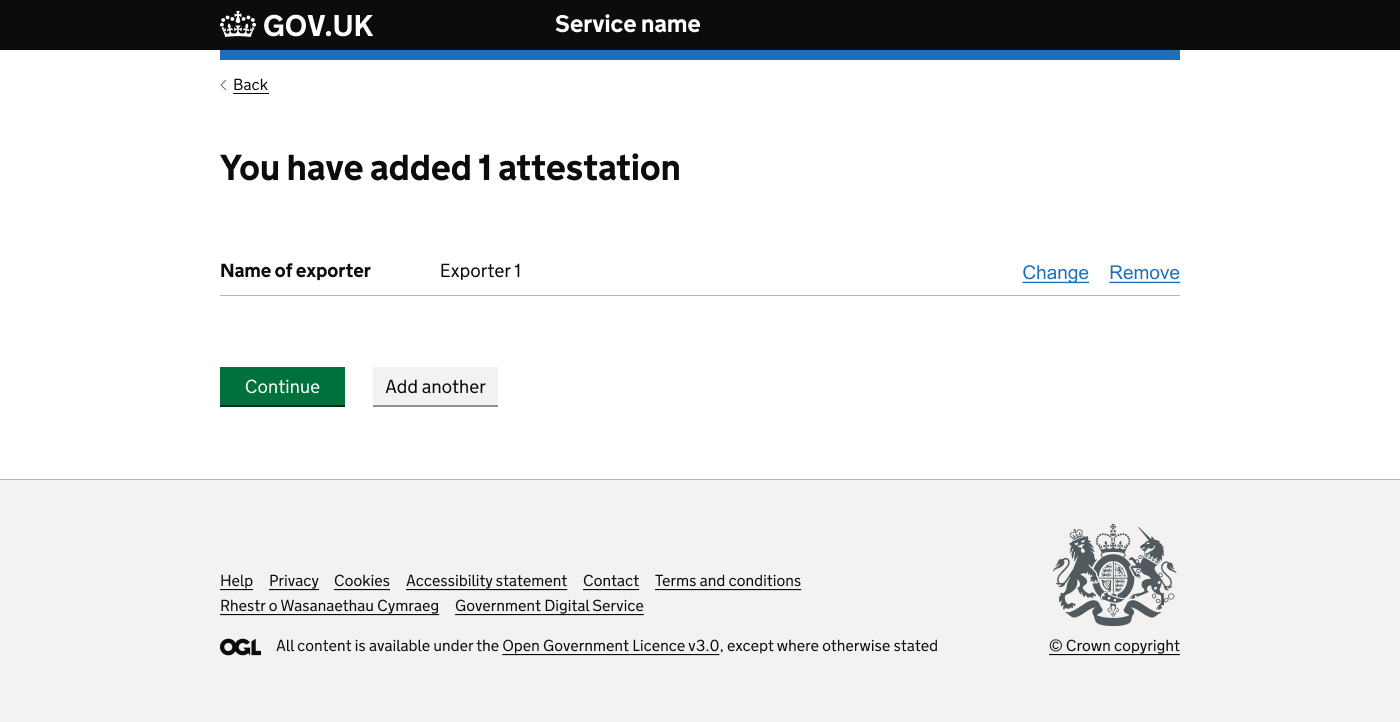 GOV.UK Service name
Back
You have added 1 attestation
Name of exporter Exporter 1 Change Remove
Continue Add another
Help Privacy Cookies Accessibility statement Contact Terms and conditions
Rhestr o Wasanaethau Cymraeg Government Digital Service
OGL All content is available under the Open Government Licence v3.0, except where otherwise stated © Crown copyright